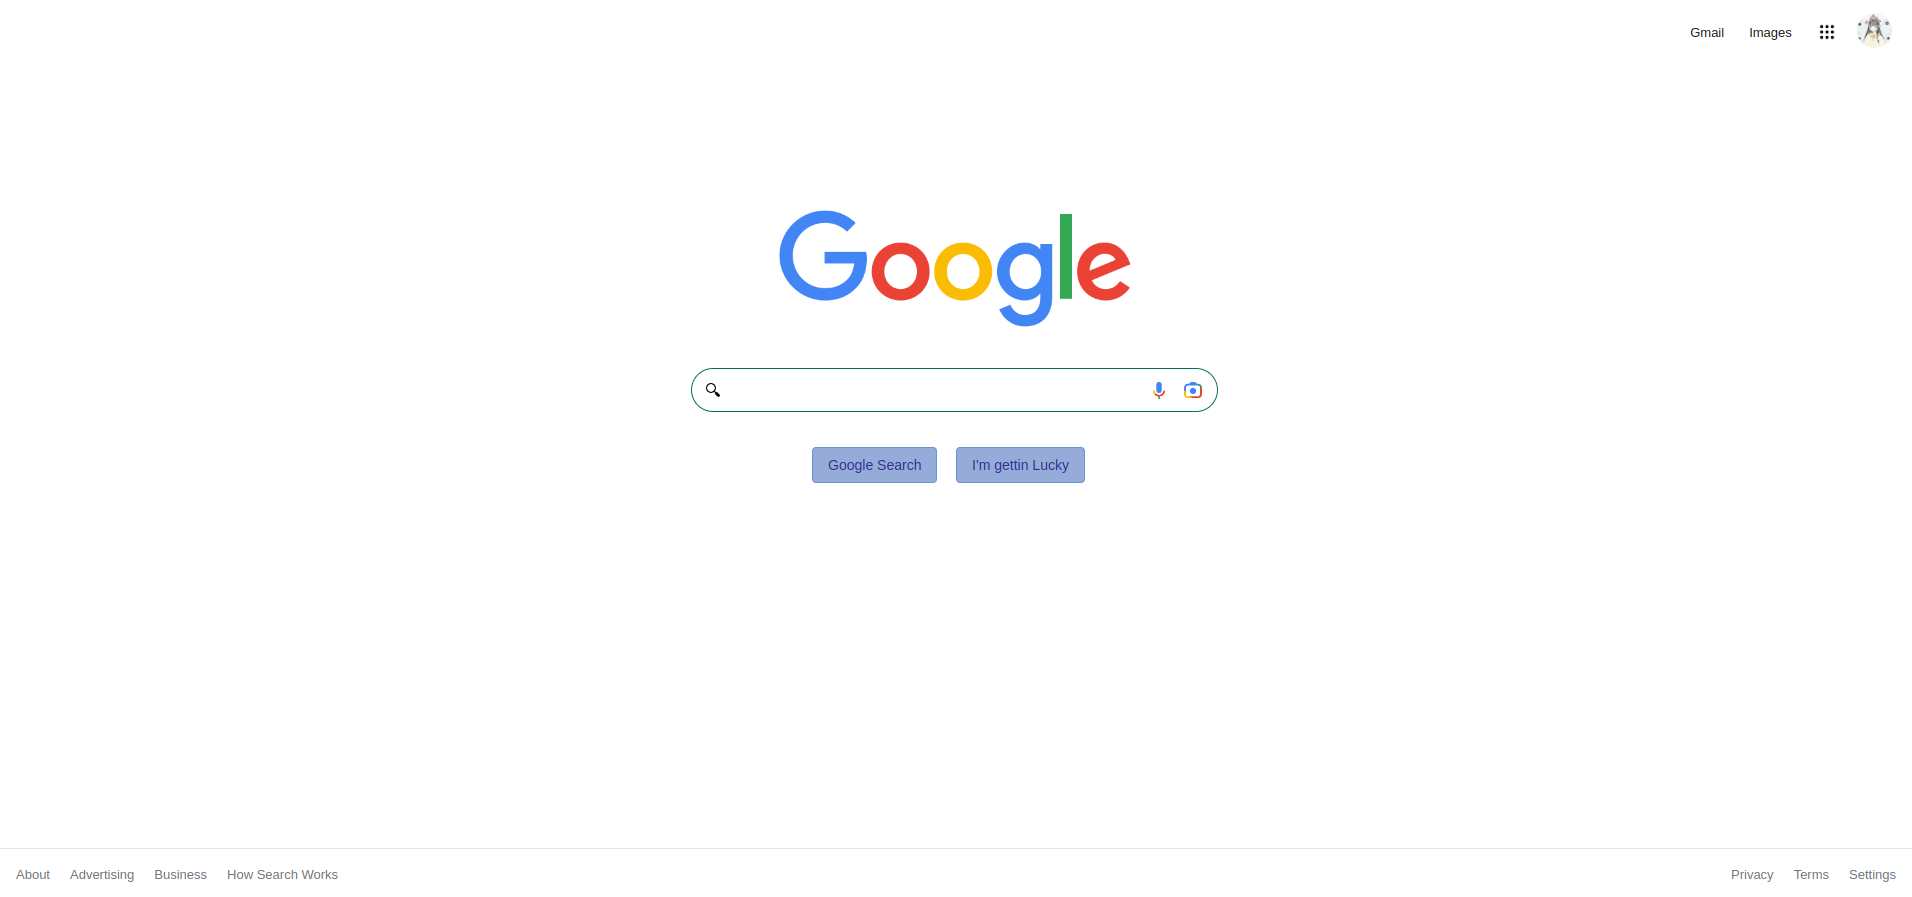 Gmail Images
Google
Google Search I'm gettin Lucky
About Advertising Business How Search Works Privacy Terms Settings